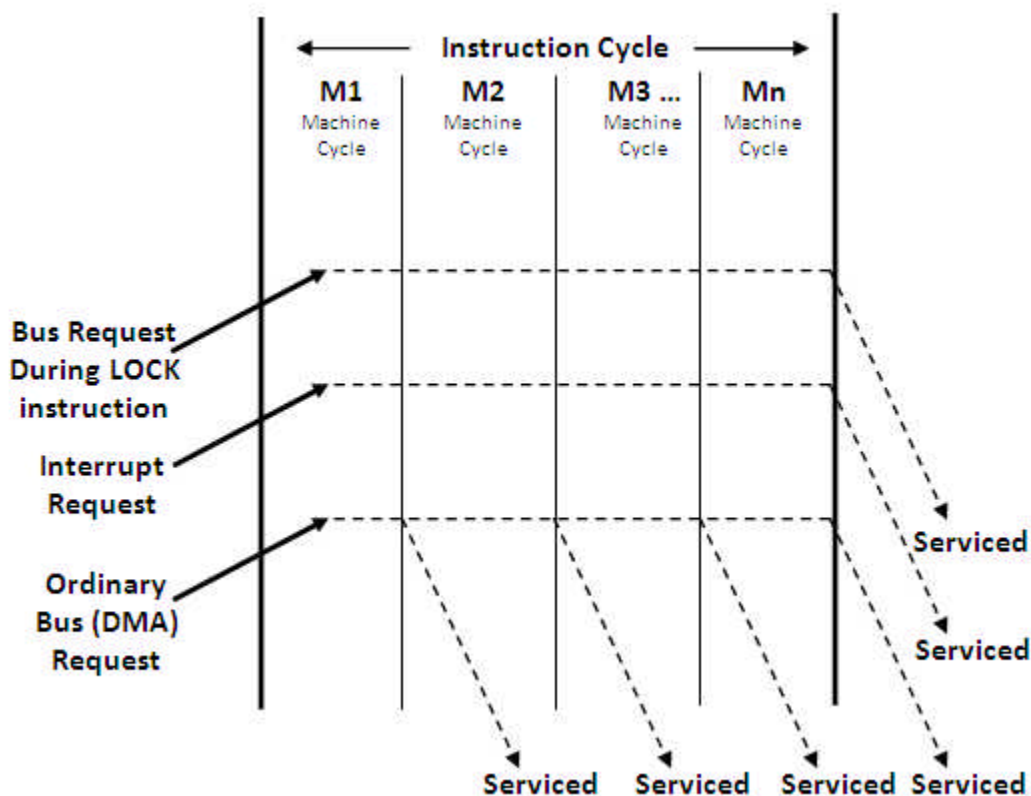 Instruction Cycle
M1
Machine
Cycle
M2
Machine
Cycle
M3 ...
Machine
Cycle
Mn
Machine
Cycle
Bus Request
During LOCK
instruction
Interrupt
Request
Ordinary
Bus (DMA)
Request
Serviced
Serviced
Serviced
Serviced
Serviced
Serviced